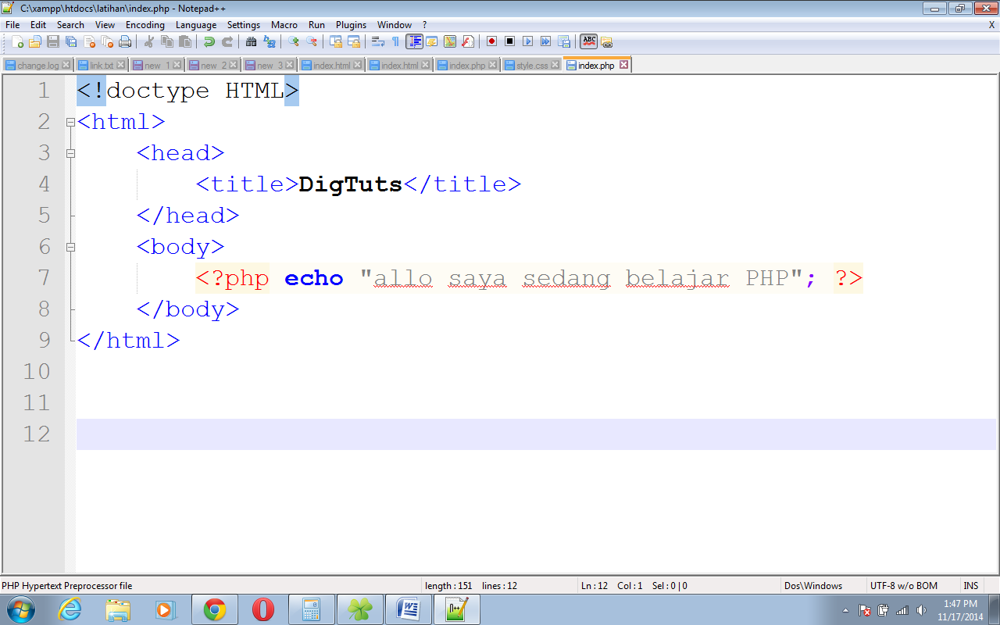 C:\xampp\htdocs\latihan\index.php - Notepad++
File Edit Search View Encoding Language Settings Macro Run Plugins Window ? X
ABC
change.log link.txt new 1 new 2 new 3 index.html index.html index.php style.css index.php
1 <!doctype HTML>
2 <html>
3 <head>
4 <title>DigTuts</title>
5 </head>
6 <body>
7 <?php echo "allo saya sedang belajar PHP"; ?>
8 </body>
9 </html>
10
11
12
PHP Hypertext Preprocessor file length : 151 lines : 12 Ln : 12 Col : 1 Sel : 0 | 0 Dos\Windows UTF-8 w/o BOM INS
1:47 PM
11/17/2014